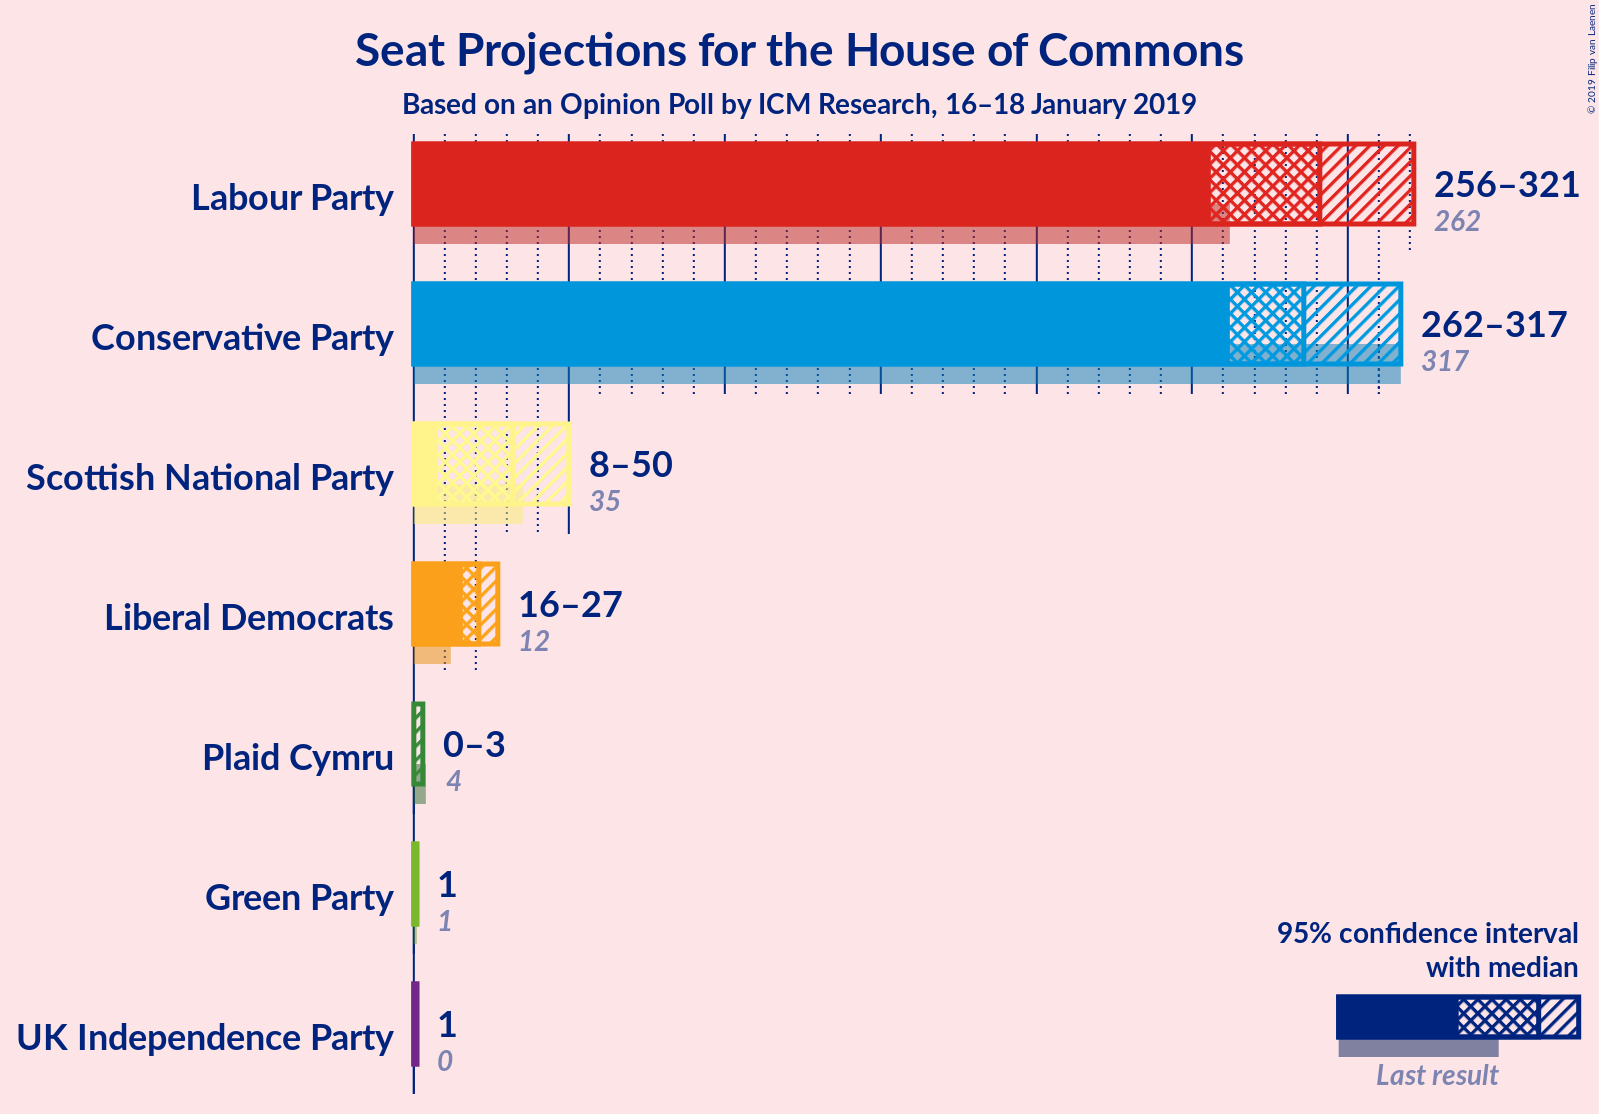 Seat Projections for the House of Commons
Based on an Opinion Poll by ICM Research, 16–18 January 2019
© 2019 Filip van Laenen
Labour Party
256–321
262
Conservative Party
262–317
317
Scottish National Party
8–50
35
Liberal Democrats
16–27
12
Plaid Cymru
0–3
4
Green Party
1
1
UK Independence Party
1
0
95% confidence interval
with median
Last result